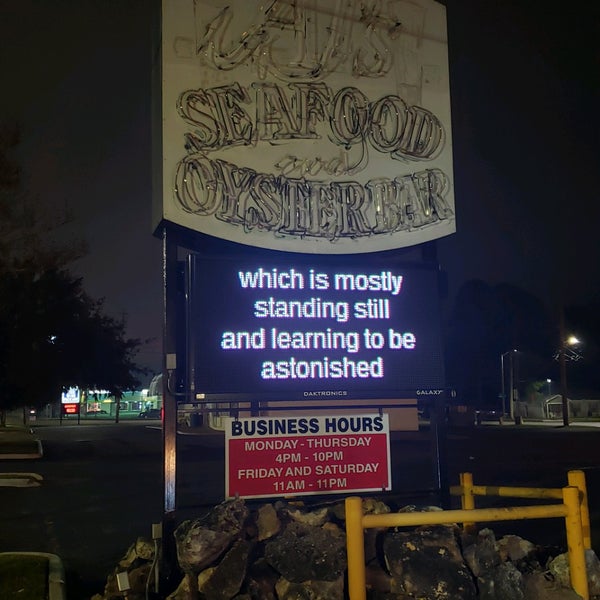 SEAFOOD
and
OYSTER BAR
which is mostly
standing still
and learning to be
astonished
DAKTRONICS GALAXY
BUSINESS HOURS
MONDAY - THURSDAY
4PM - 10PM
FRIDAY AND SATURDAY
11AM - 11PM